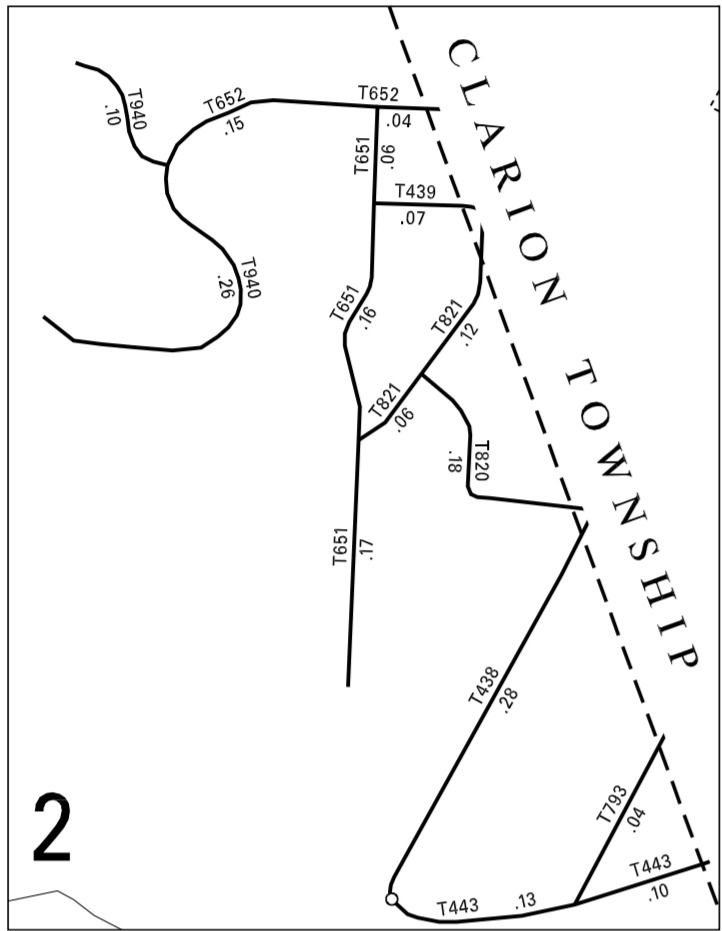 CLARION TOWNSHIP
T940
.10
T652
.15
T652
.04
T651
.06
T439
.07
T940
.26
T651
.16
T821
.12
T821
.06
T820
.18
T651
.17
T438
.28
T793
.04
T443
.10
T443
.13
2